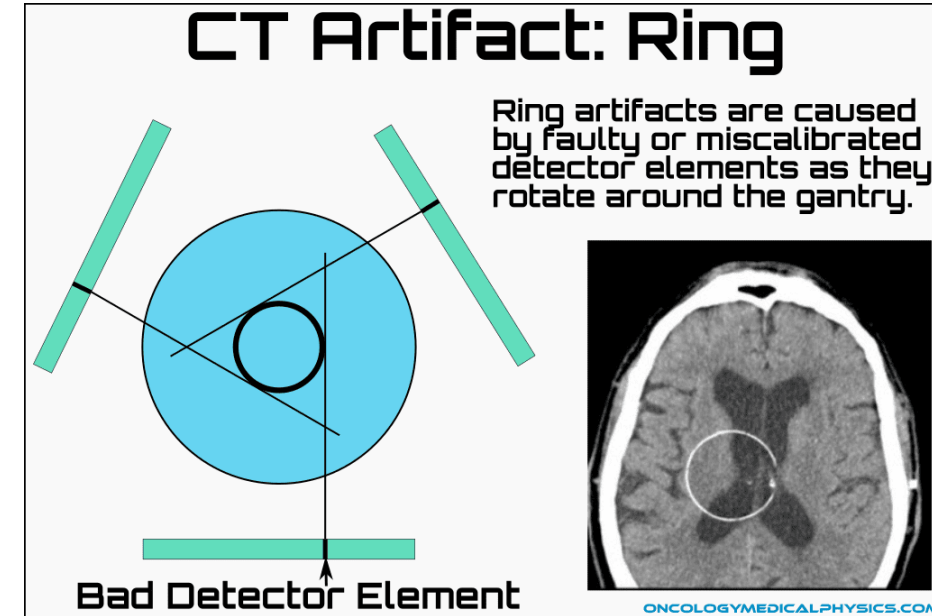 CT Artifact: Ring
Ring artifacts are caused
by faulty or miscalibrated
detector elements as they
rotate around the gantry.
Bad Detector Element
ONCOLOGYMEDICALPHYSICS.COM